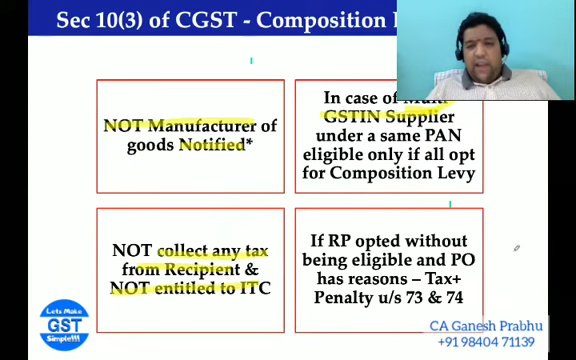 Sec 10(3) of CGST - Composition
NOT Manufacturer of
goods Notified*
In case of Multi
GSTIN Supplier
under a same PAN
eligible only if all opt
for Composition Levy
NOT collect any tax
from Recipient &
NOT entitled to ITC
If RP opted without
being eligible and PO
has reasons – Tax+
Penalty u/s 73 & 74
Lets Make
GST
Simple!!!
CA Ganesh Prabhu
+91 98404 71139